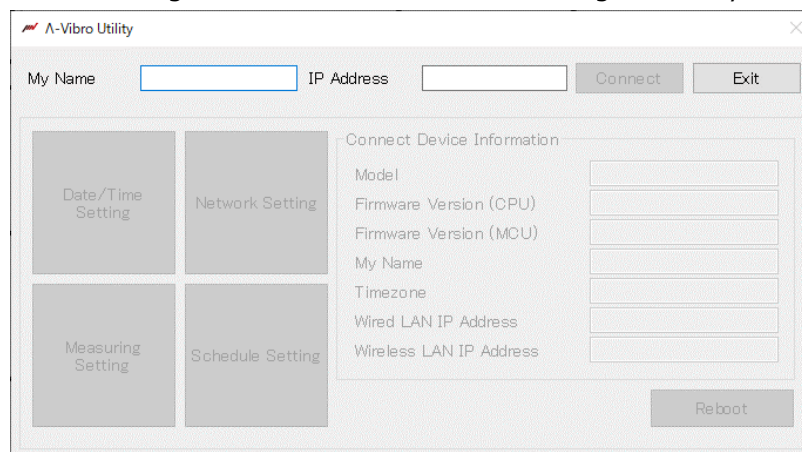 Λ-Vibro Utility
My Name IP Address Connect Exit
Connect Device Information
Date/Time
Setting
Network Setting
Measuring
Setting
Schedule Setting
Model
Firmware Version (CPU)
Firmware Version (MCU)
My Name
Timezone
Wired LAN IP Address
Wireless LAN IP Address
Reboot